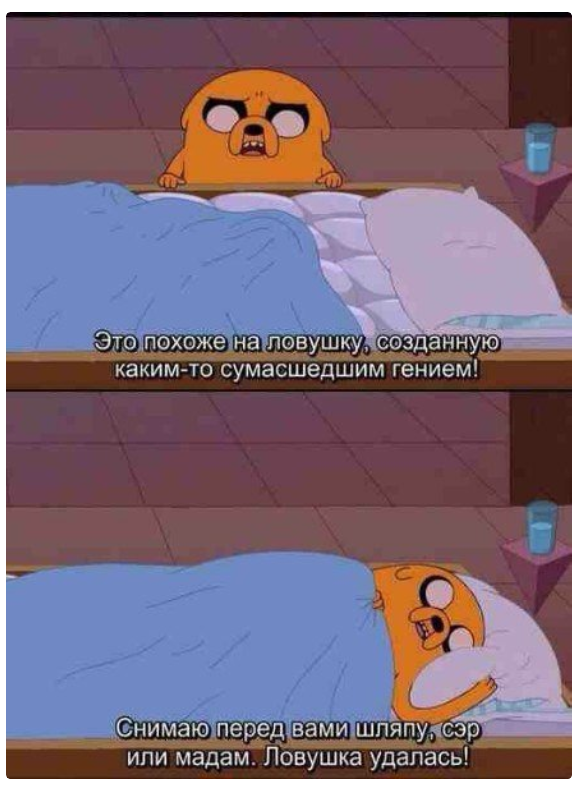 Это похоже на ловушку, созданную
каким-то сумасшедшим гением!
Снимаю перед вами шляпу, сэр
или мадам. Ловушка удалась!